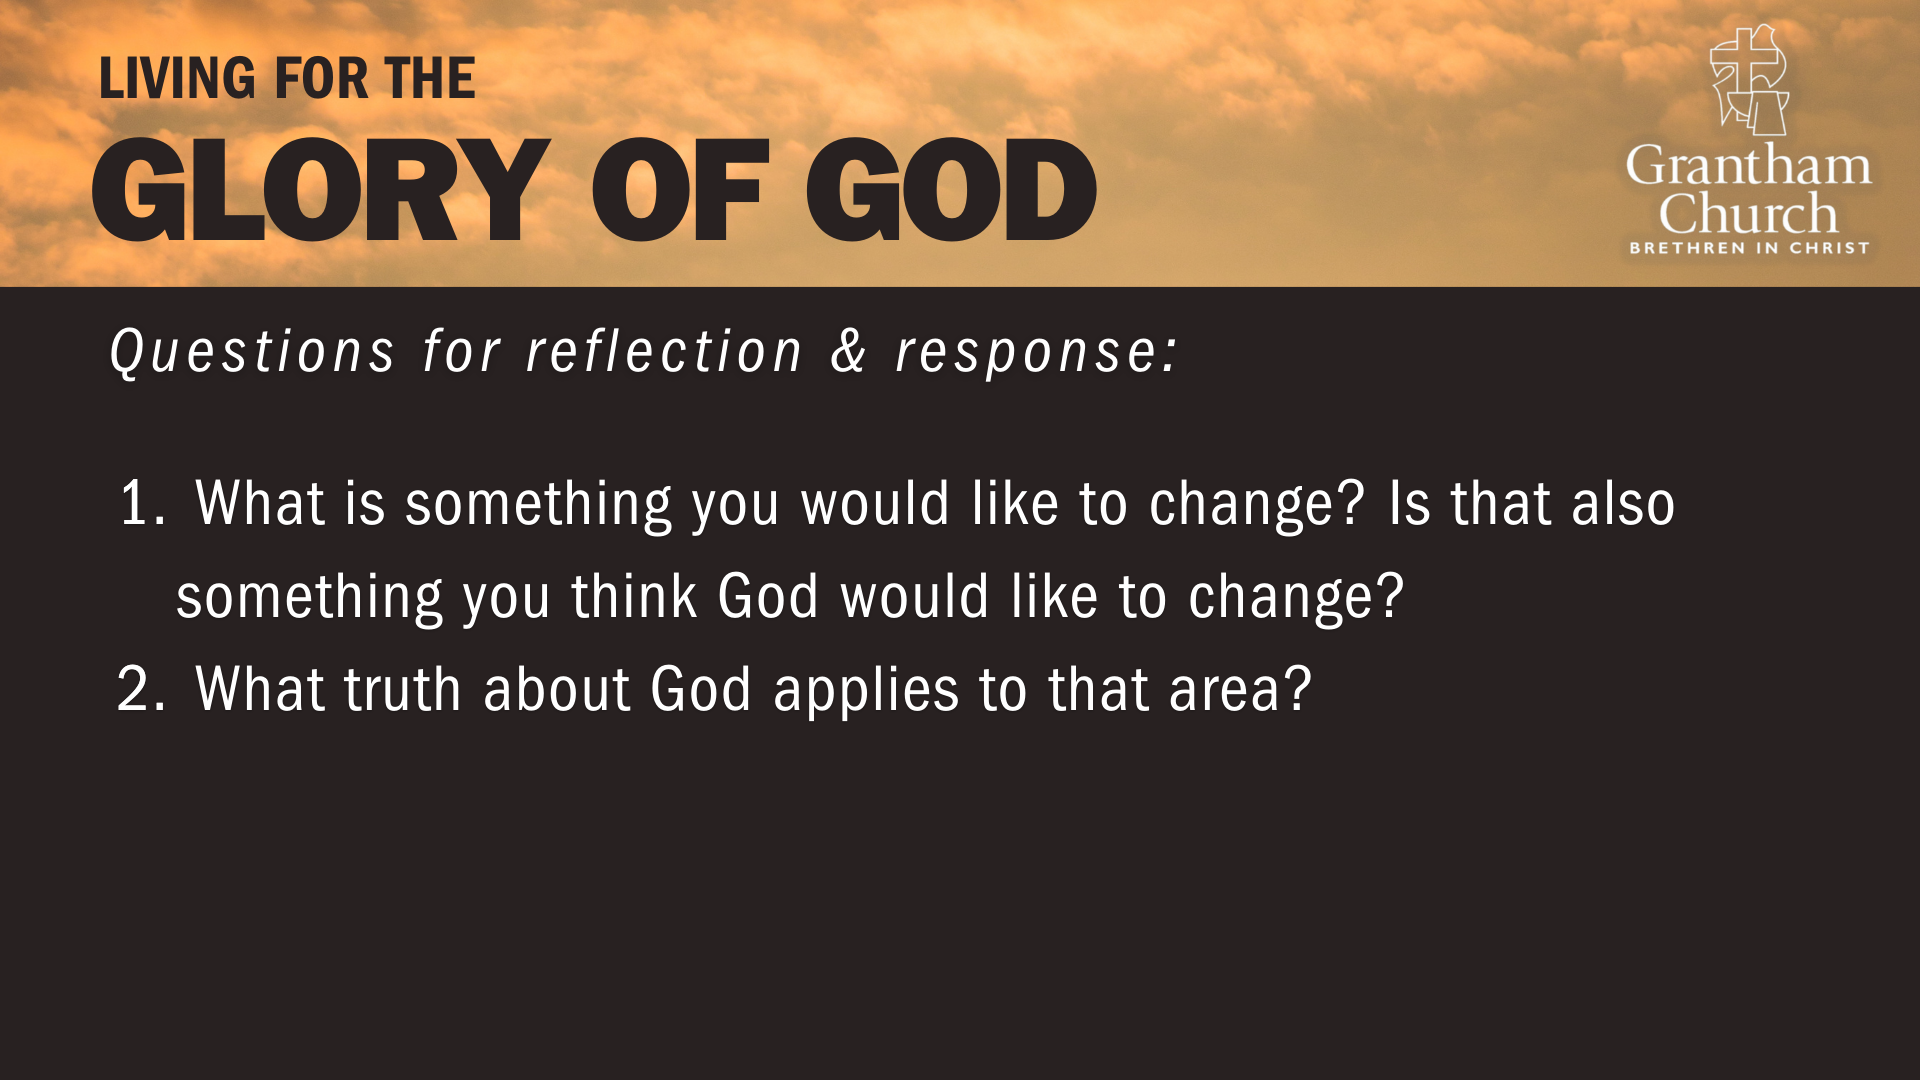 LIVING FOR THE
GLORY OF GOD
Grantham
Church
BRETHREN IN CHRIST
Questions for reflection & response:
1. What is something you would like to change? Is that also
something you think God would like to change?
2. What truth about God applies to that area?